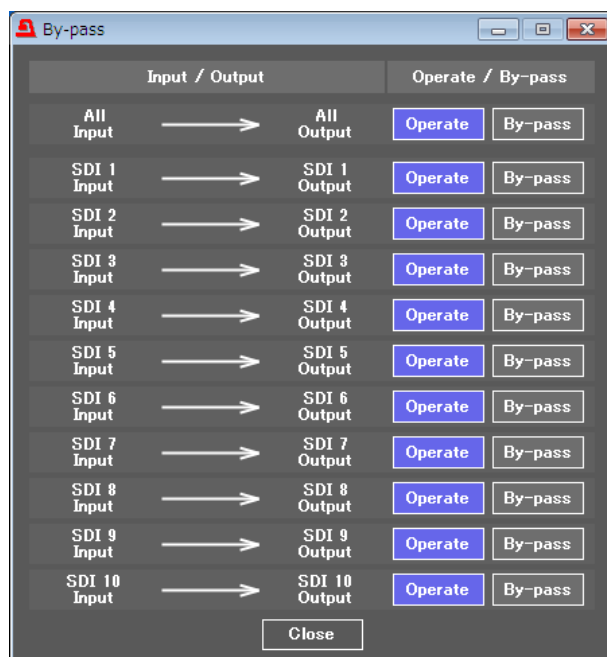 By-pass
Input / Output Operate / By-pass
All Input All Output Operate By-pass
SDI 1 Input SDI 1 Output Operate By-pass
SDI 2 Input SDI 2 Output Operate By-pass
SDI 3 Input SDI 3 Output Operate By-pass
SDI 4 Input SDI 4 Output Operate By-pass
SDI 5 Input SDI 5 Output Operate By-pass
SDI 6 Input SDI 6 Output Operate By-pass
SDI 7 Input SDI 7 Output Operate By-pass
SDI 8 Input SDI 8 Output Operate By-pass
SDI 9 Input SDI 9 Output Operate By-pass
SDI 10 Input SDI 10 Output Operate By-pass
Close